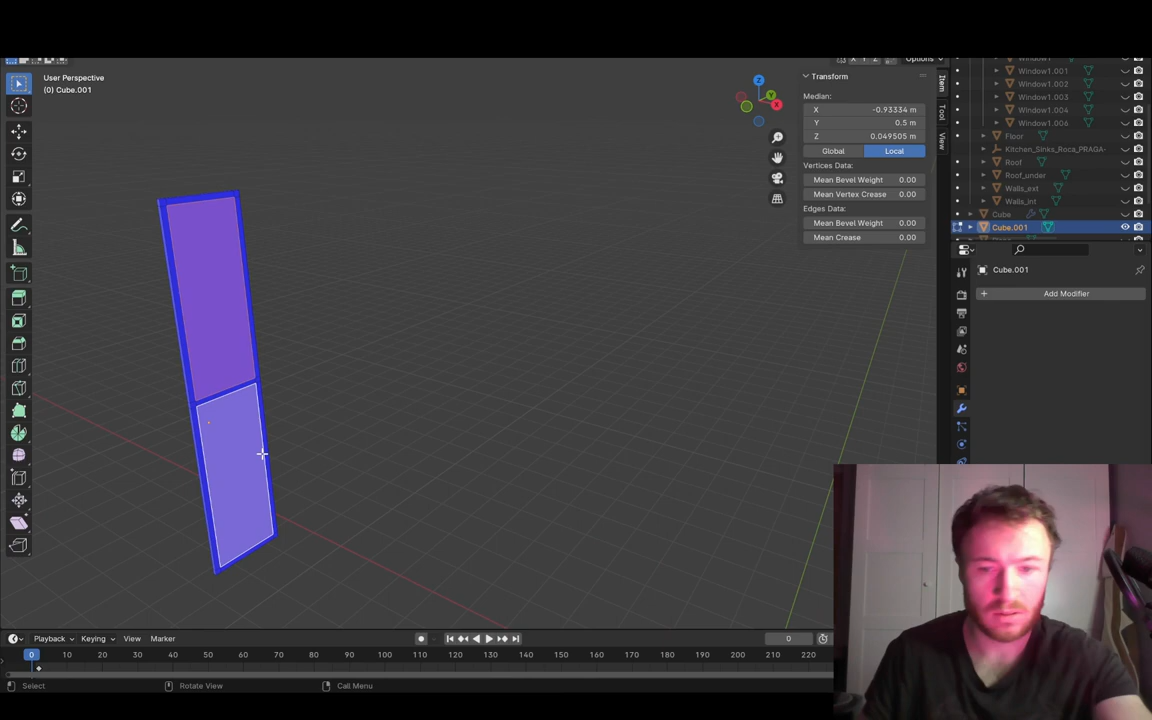 Options
User Perspective
(0) Cube.001
Transform
Median:
X -0.93334 m
Y 0.5 m
Z 0.049505 m
Global Local
Vertices Data:
Mean Bevel Weight 0.00
Mean Vertex Crease 0.00
Edges Data:
Mean Bevel Weight 0.00
Mean Crease 0.00
Item
Tool
View
Window1.001
Window1.002
Window1.003
Window1.004
Window1.006
Floor
Kitchen_Sinks_Roca_PRAGA-
Roof
Roof_under
Walls_ext
Walls_int
Cube
Cube.001
Cube.001
+ Add Modifier
Playback Keying View Marker
0
0 10 20 30 40 50 60 70 80 90 100 110 120 130 140 150 160 170 180 190 200 210 220
Select Rotate View Call Menu